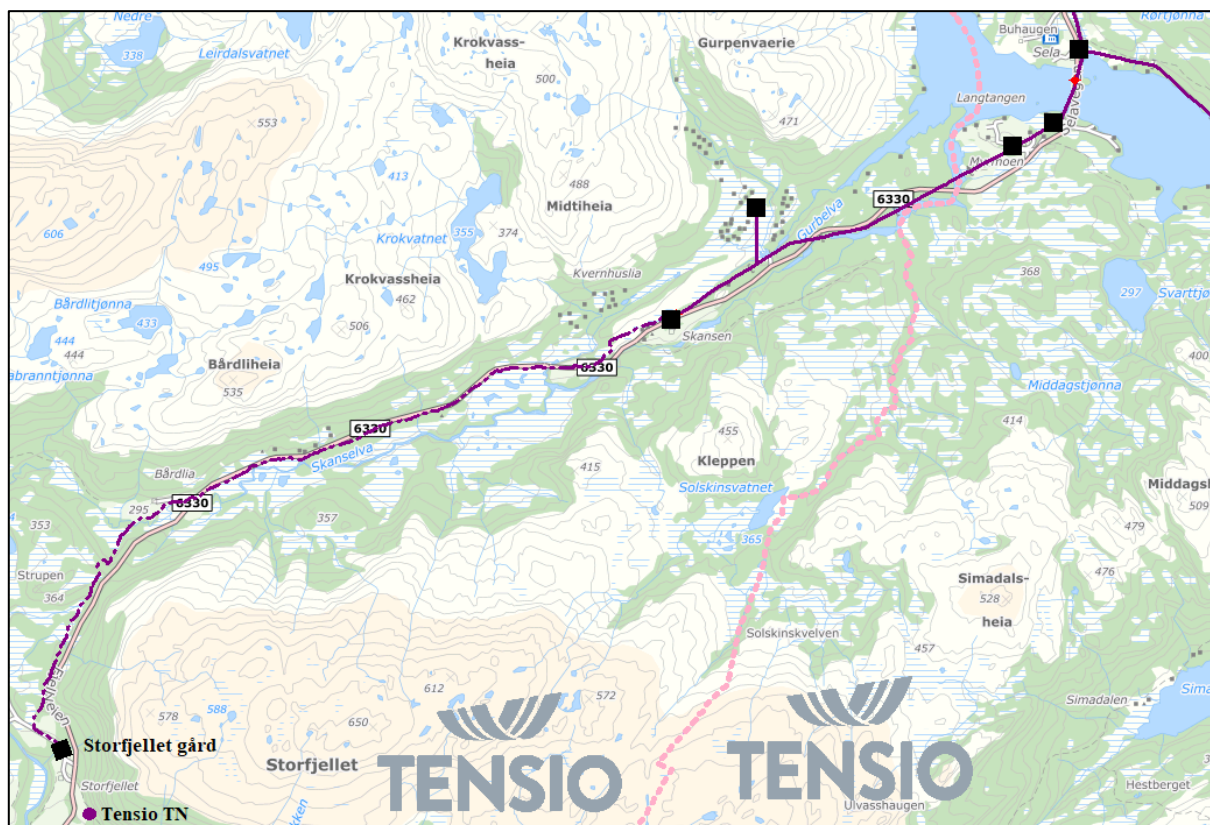 Nedre
338
Leirdalsvatnet
Krokvass-
heia
500
Gurpenvaerie
Buhaugen
Sela
Rørtjønna
Selavegen
Langtangen
553
471
Myrmoen
413
488
Midtiheia
6330
606
Krokvatnet
355
374
Gurbelva
495
Kvernhuslia
368
297
Svarttjø
Krokvassheia
462
Bårdlitjønna
433
506
444
444
Skansen
400
abranntjønna
Bårdliheia
535
6330
Middagstjønna
6330
414
Skanselva
455
Kleppen
415
Bårdlia
295
6330
Solskinsvatnet
Middagsh
509
353
357
365
479
Strupen
364
476
Simadals-
528
heia
Solskinskvelven
457
612
572
Simadalen
Sima
578
588
650
Storfjellet gård
Storfjellet
TENSIO
TENSIO
Storfjellet
Hestberget
Ulvasshaugen
Tensio TN